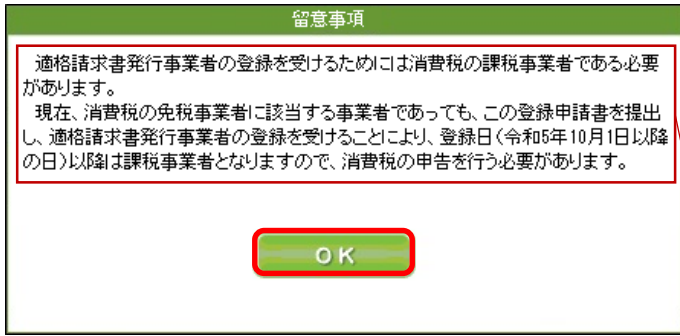 留意事項
適格請求書発行事業者の登録を受けるためには消費税の課税事業者である必要
があります。
現在、消費税の免税事業者に該当する事業者であっても、この登録申請書を提出
し、適格請求書発行事業者の登録を受けることにより、登録日（令和5年10月1日以降
の日）以降は課税事業者となりますので、消費税の申告を行う必要があります。
OK